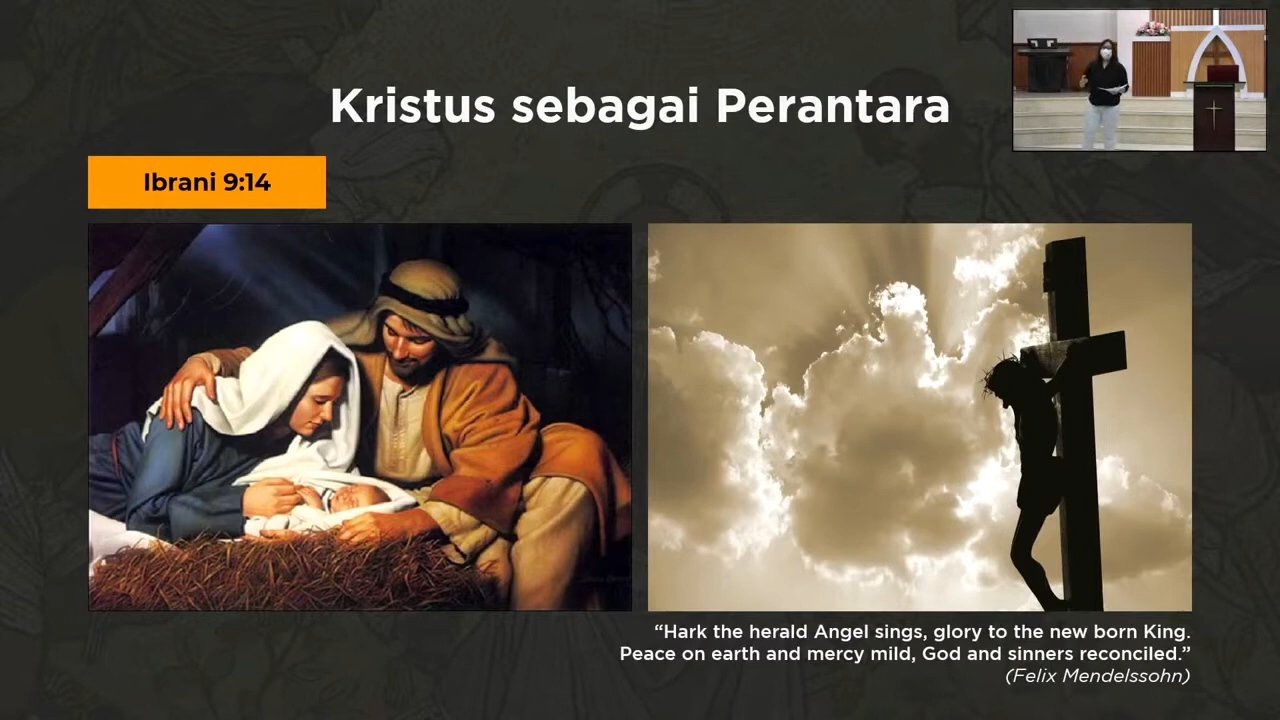 Kristus sebagai Perantara
Ibrani 9:14
“Hark the herald Angel sings, glory to the new born King.
Peace on earth and mercy mild, God and sinners reconciled.”
(Felix Mendelssohn)